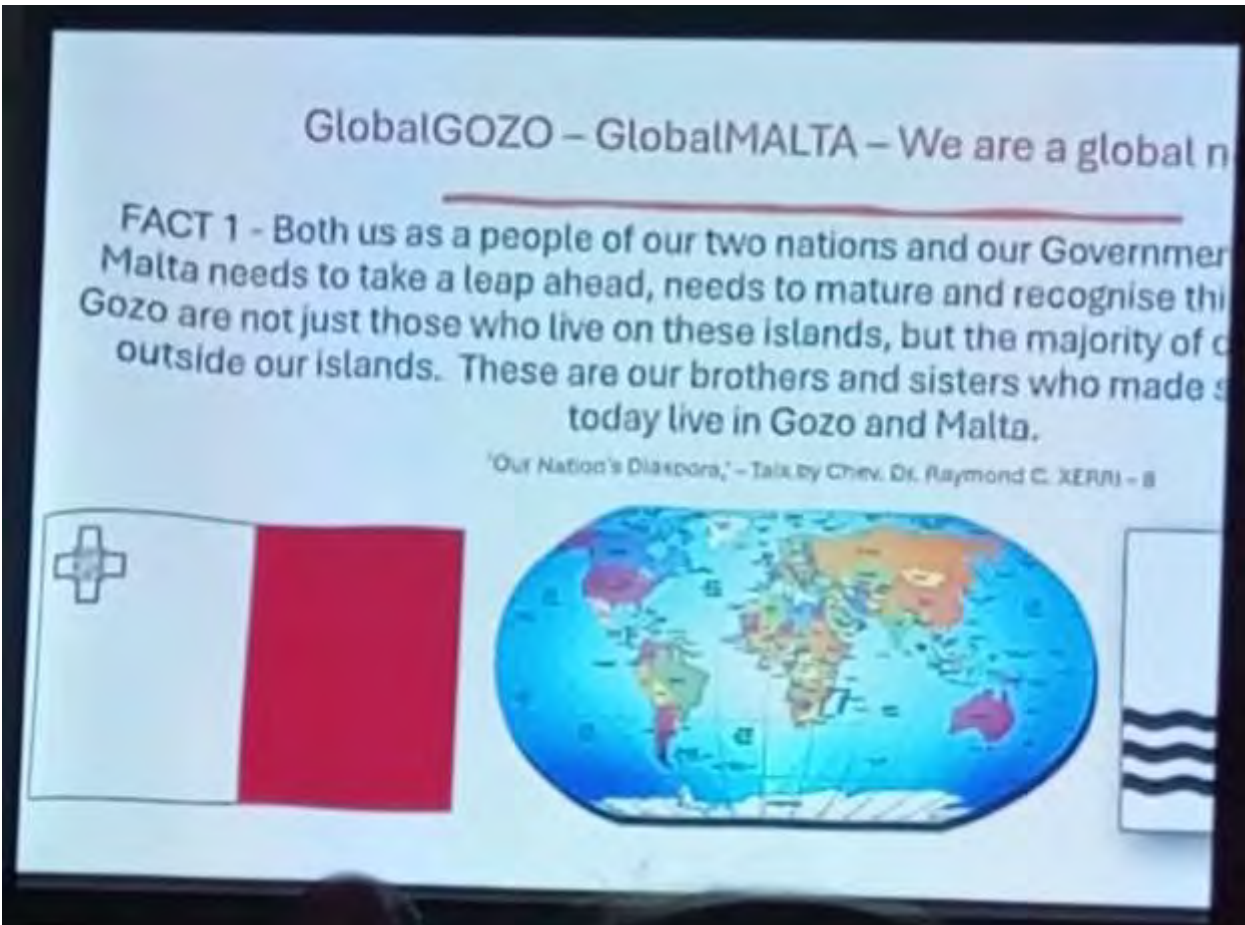 GlobalGOZO – GlobalMALTA – We are a global n
FACT 1 - Both us as a people of our two nations and our Governmen
Malta needs to take a leap ahead, needs to mature and recognise thi
Gozo are not just those who live on these islands, but the majority of
outside our islands. These are our brothers and sisters who made s
today live in Gozo and Malta.
'Our Nation's Diaspora,' – Talk by Chev. Dr. Raymond C. XERRI – 8